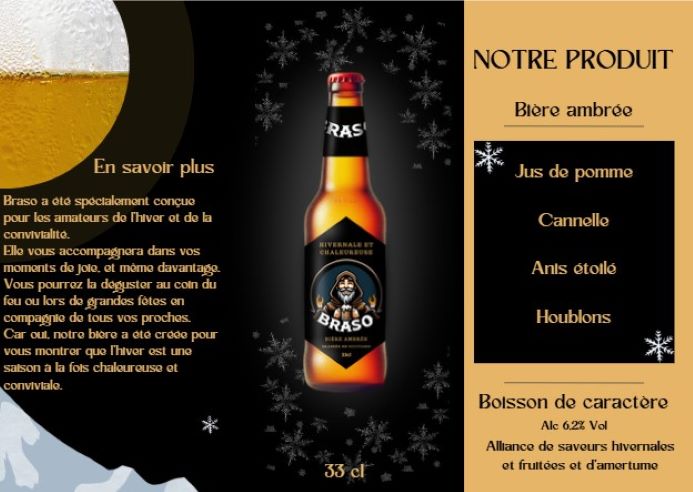 En savoir plus
Braso a été spécialement conçue
pour les amateurs de l'hiver et de la
convivialité.
Elle vous accompagnera dans vos
moments de joie, et même davantage.
Vous pourrez la déguster au coin du
feu ou lors de grandes fêtes en
compagnie de tous vos proches.
Car oui, notre bière a été créée pour
vous montrer que l'hiver est une
saison à la fois chaleureuse et
conviviale.
BRASO
HIVERNALE ET
CHALEUREUSE
BRASO
BIÈRE AMBRÉE
33cl
33 cl
NOTRE PRODUIT
Bière ambrée
Jus de pomme
Cannelle
Anis étoilé
Houblons
Boisson de caractère
Alc 6.2% Vol
Alliance de saveurs hivernales
et fruitées et d'amertume